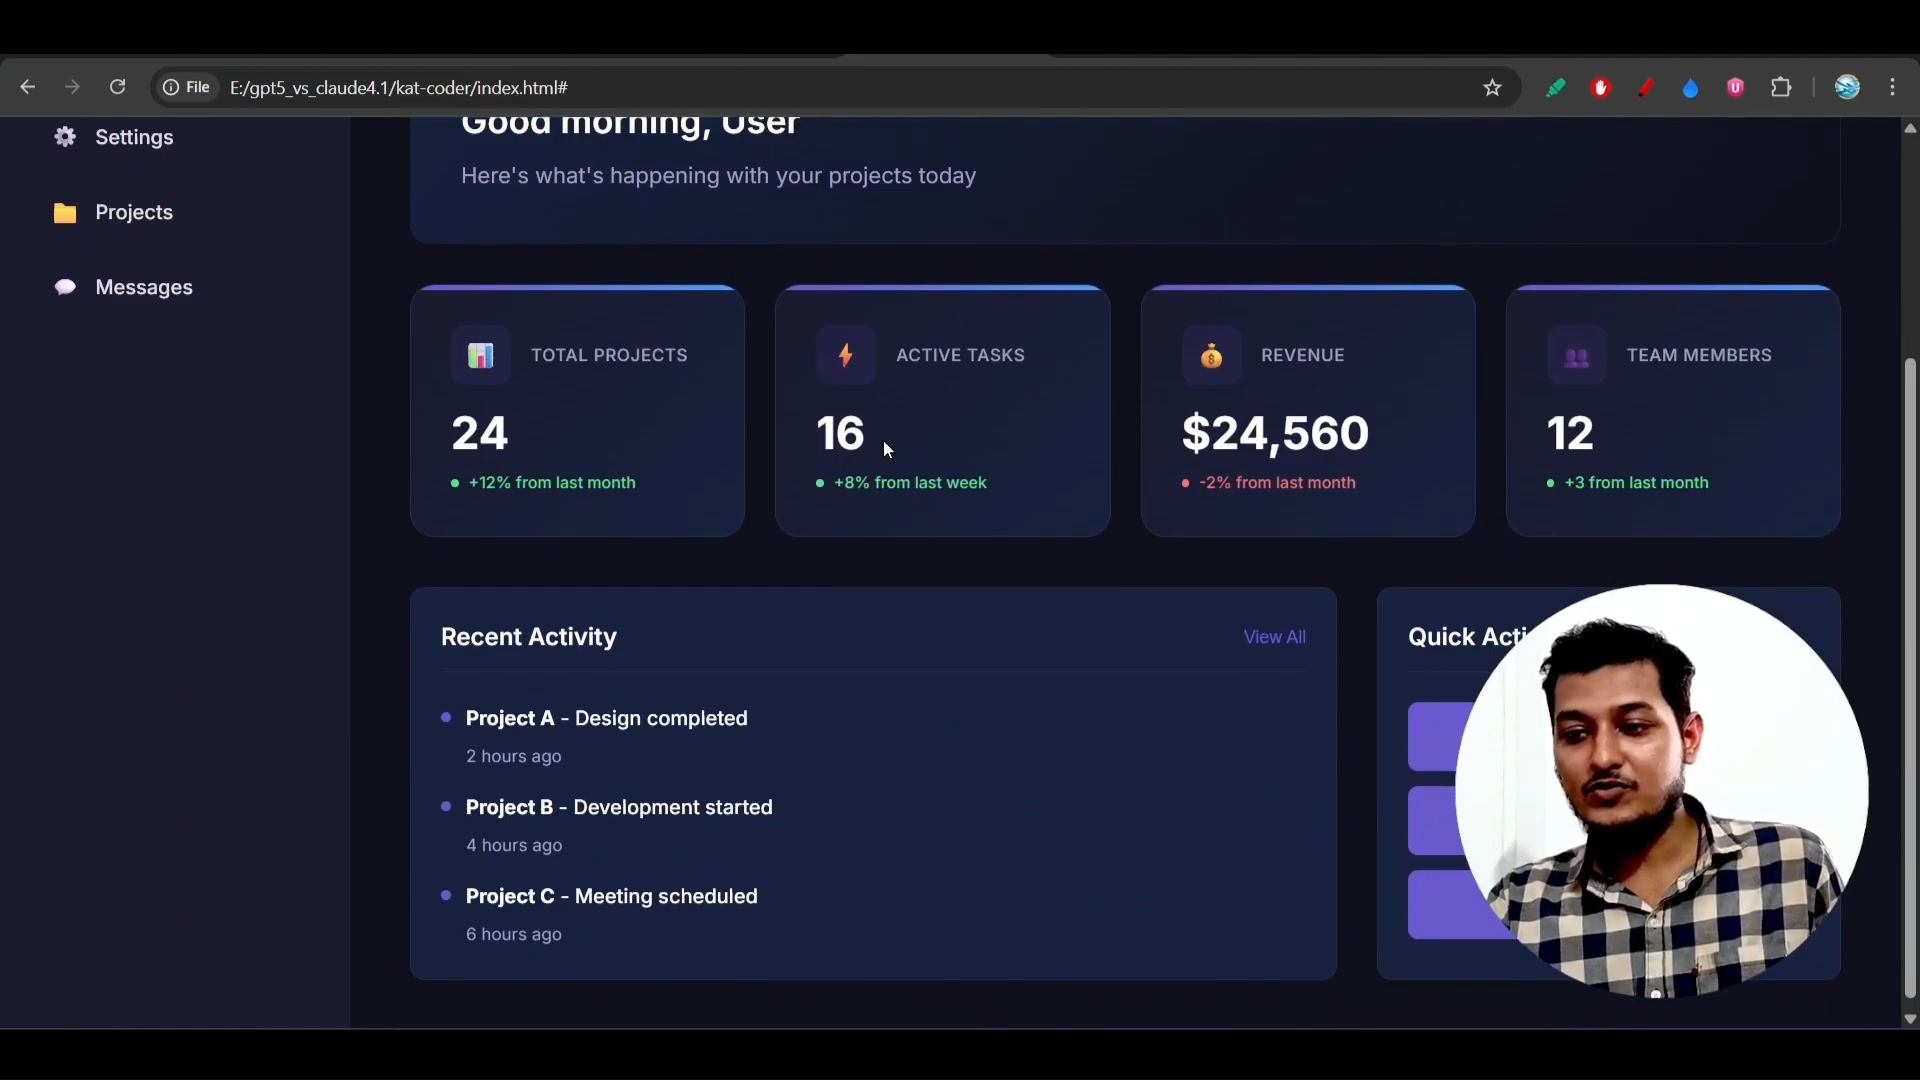 File
E:/gpt5_vs_claude4.1/kat-coder/index.html#
Settings
Projects
Messages
Good morning, User
Here's what's happening with your projects today
TOTAL PROJECTS
24
+12% from last month
ACTIVE TASKS
16
+8% from last week
REVENUE
$24,560
-2% from last month
TEAM MEMBERS
12
+3 from last month
Recent Activity
View All
Project A - Design completed
2 hours ago
Project B - Development started
4 hours ago
Project C - Meeting scheduled
6 hours ago
Quick